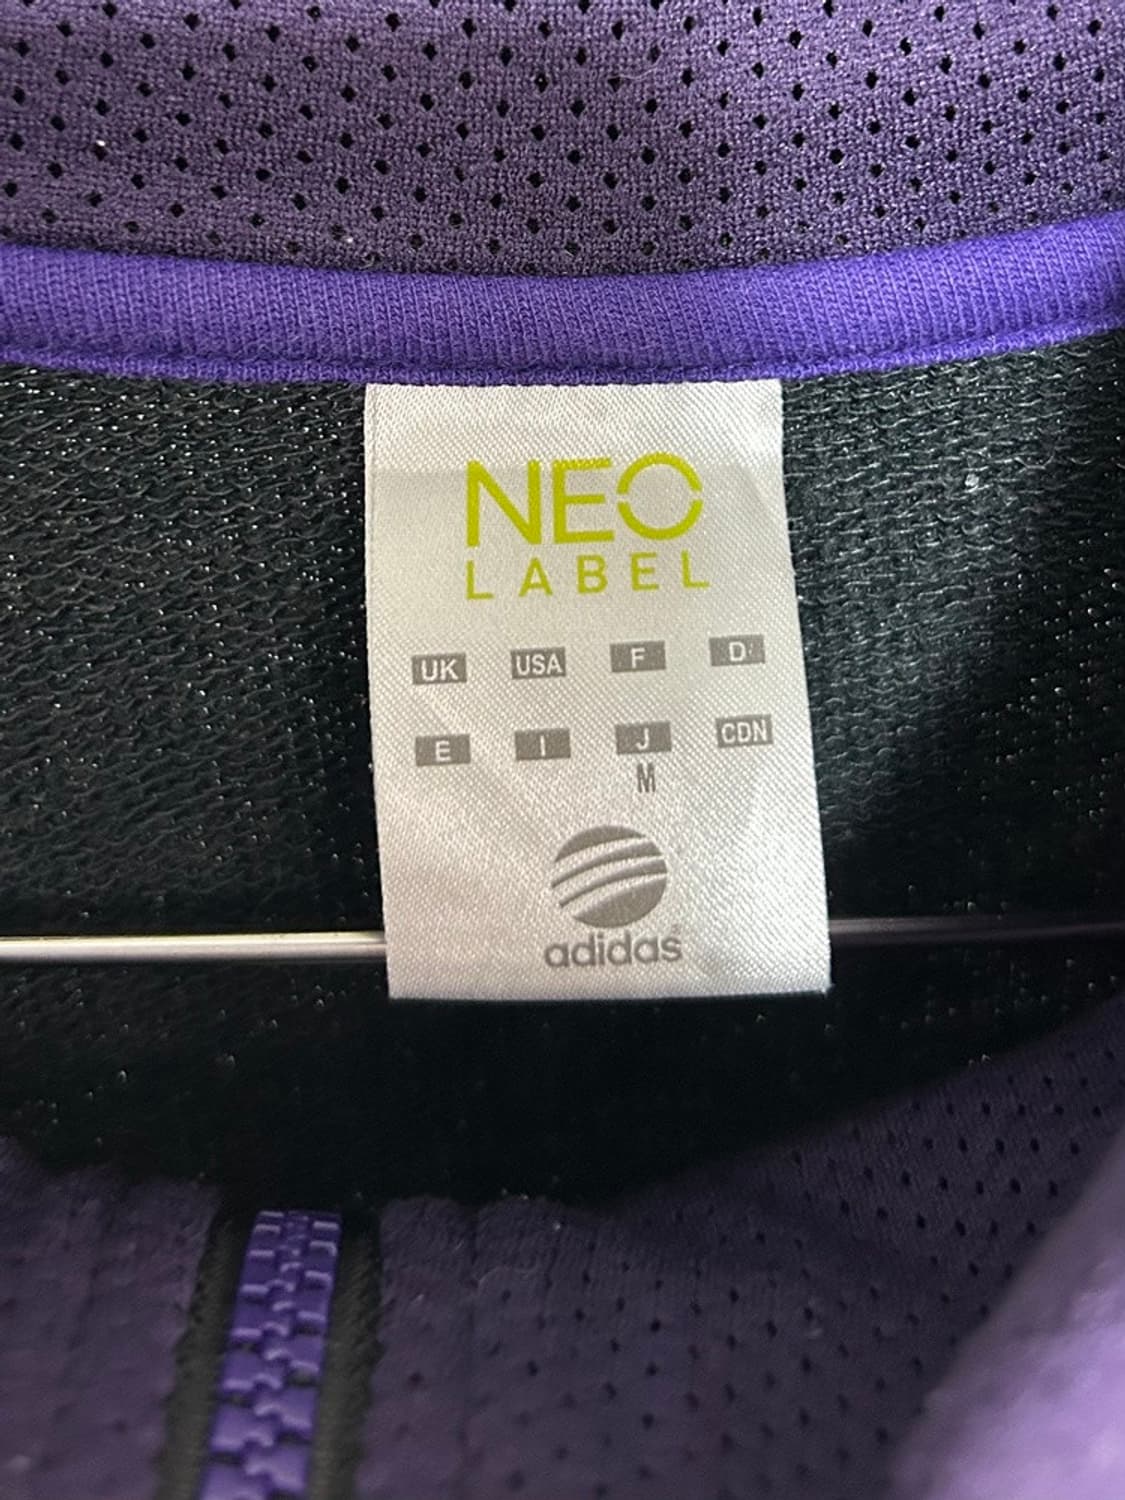 NEO
LABEL
UK USA F D
E I J CDN
M
adidas